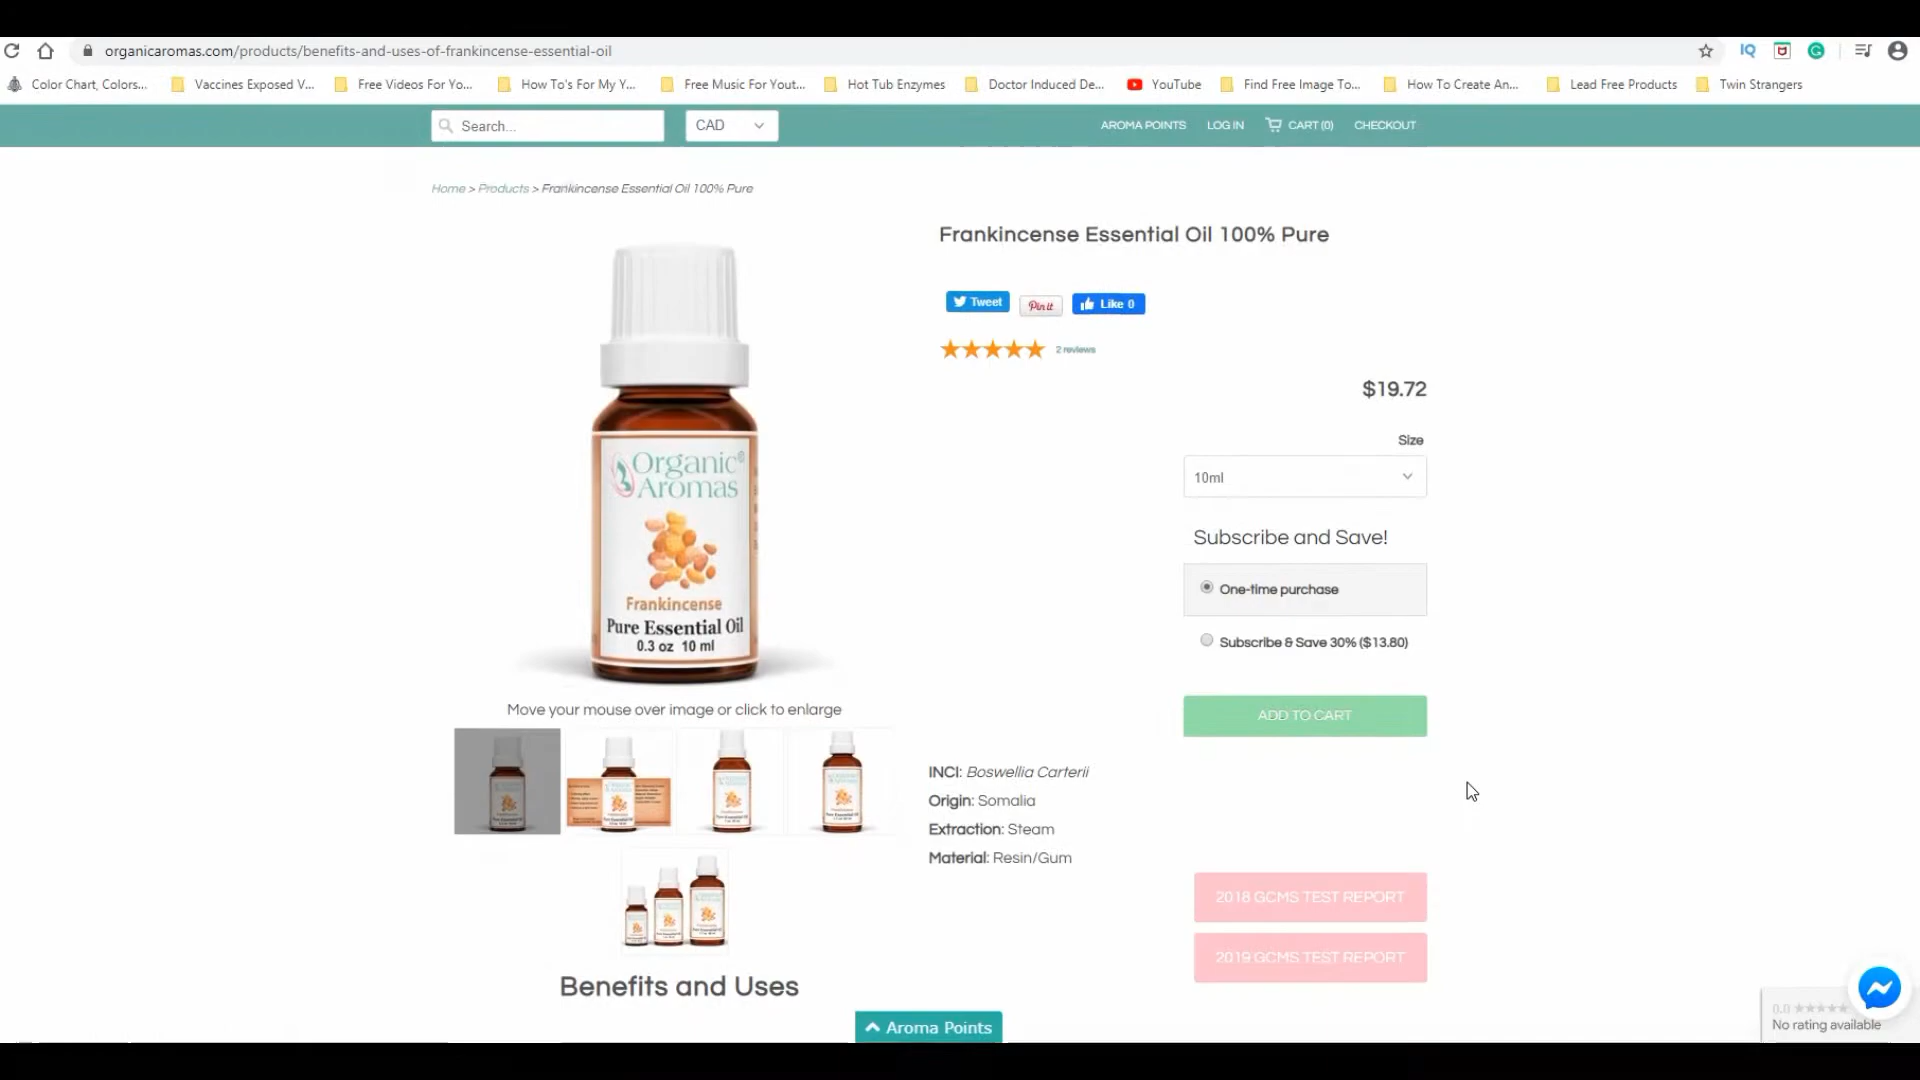 organicaromas.com/products/benefits-and-uses-of-frankincense-essential-oil
IQ
Color Chart, Colors... Vaccines Exposed V... Free Videos For Yo... How To's For My Y... Free Music For Yout... Hot Tub Enzymes Doctor Induced De... YouTube Find Free Image To... How To Create An... Lead Free Products Twin Strangers
Search... CAD AROMA POINTS LOG IN CART (0) CHECKOUT
Home > Products > Frankincense Essential Oil 100% Pure
Frankincense Essential Oil 100% Pure
Tweet Pin it Like 0
2 reviews
$19.72
Size
10ml
Subscribe and Save!
One-time purchase
Subscribe & Save 30% ($13.80)
ADD TO CART
Organic
Aromas
Frankincense
Pure Essential Oil
0.3 oz 10 ml
Move your mouse over image or click to enlarge
INCI: Boswellia Carterii
Origin: Somalia
Extraction: Steam
Material: Resin/Gum
2018 GCMS TEST REPORT
2019 GCMS TEST REPORT
Benefits and Uses
Aroma Points
0.0
No rating available